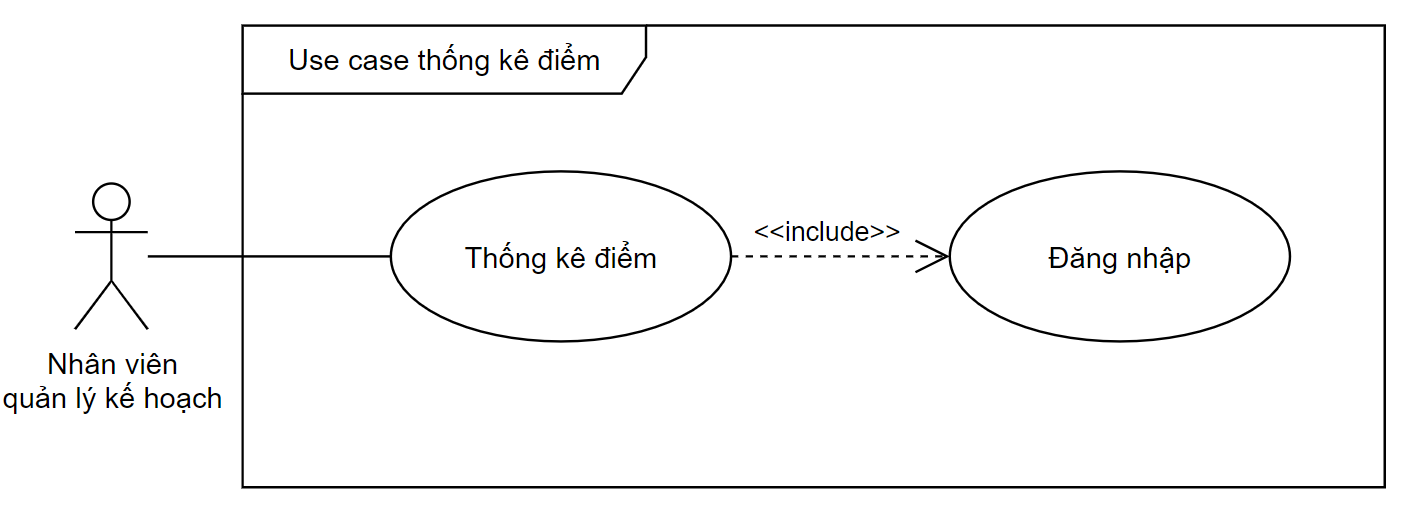 Use case thống kê điểm
<<include>>
Thống kê điểm
Đăng nhập
Nhân viên
quản lý kế hoạch